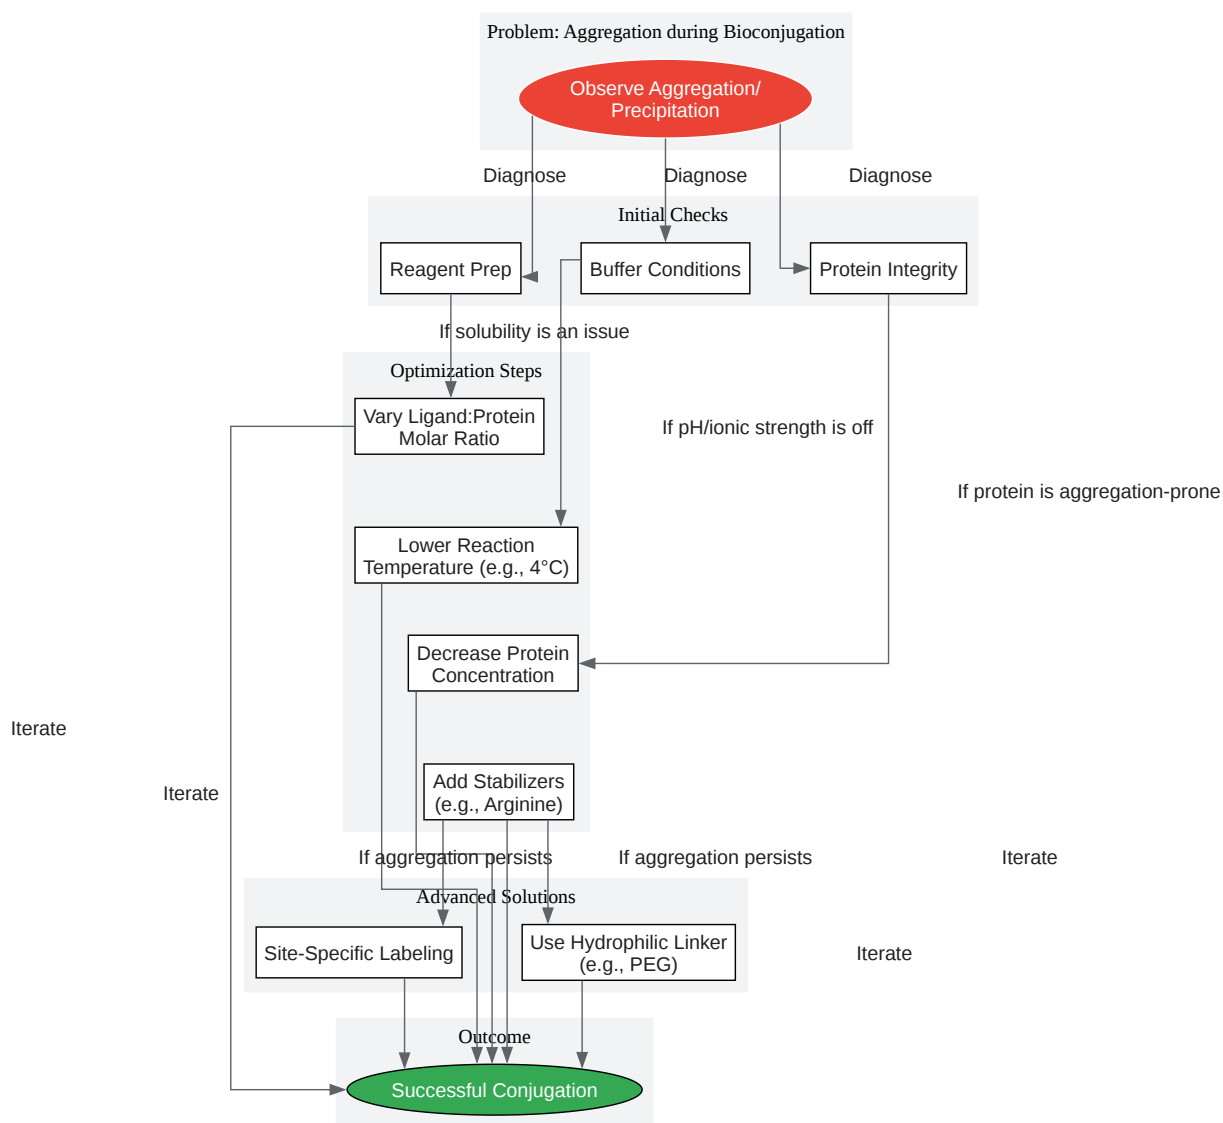 Problem: Aggregation during Bioconjugation
Observe Aggregation/
Precipitation
Diagnose
Diagnose
Diagnose
Initial Checks
Reagent Prep
Buffer Conditions
Protein Integrity
If solubility is an issue
Optimization Steps
Vary Ligand:Protein
Molar Ratio
If pH/ionic strength is off
If protein is aggregation-prone
Lower Reaction
Temperature (e.g., 4°C)
Decrease Protein
Concentration
Iterate
Iterate
Add Stabilizers
(e.g., Arginine)
If aggregation persists
If aggregation persists
Iterate
Advanced Solutions
Site-Specific Labeling
Use Hydrophilic Linker
(e.g., PEG)
Iterate
Outcome
Successful Conjugation